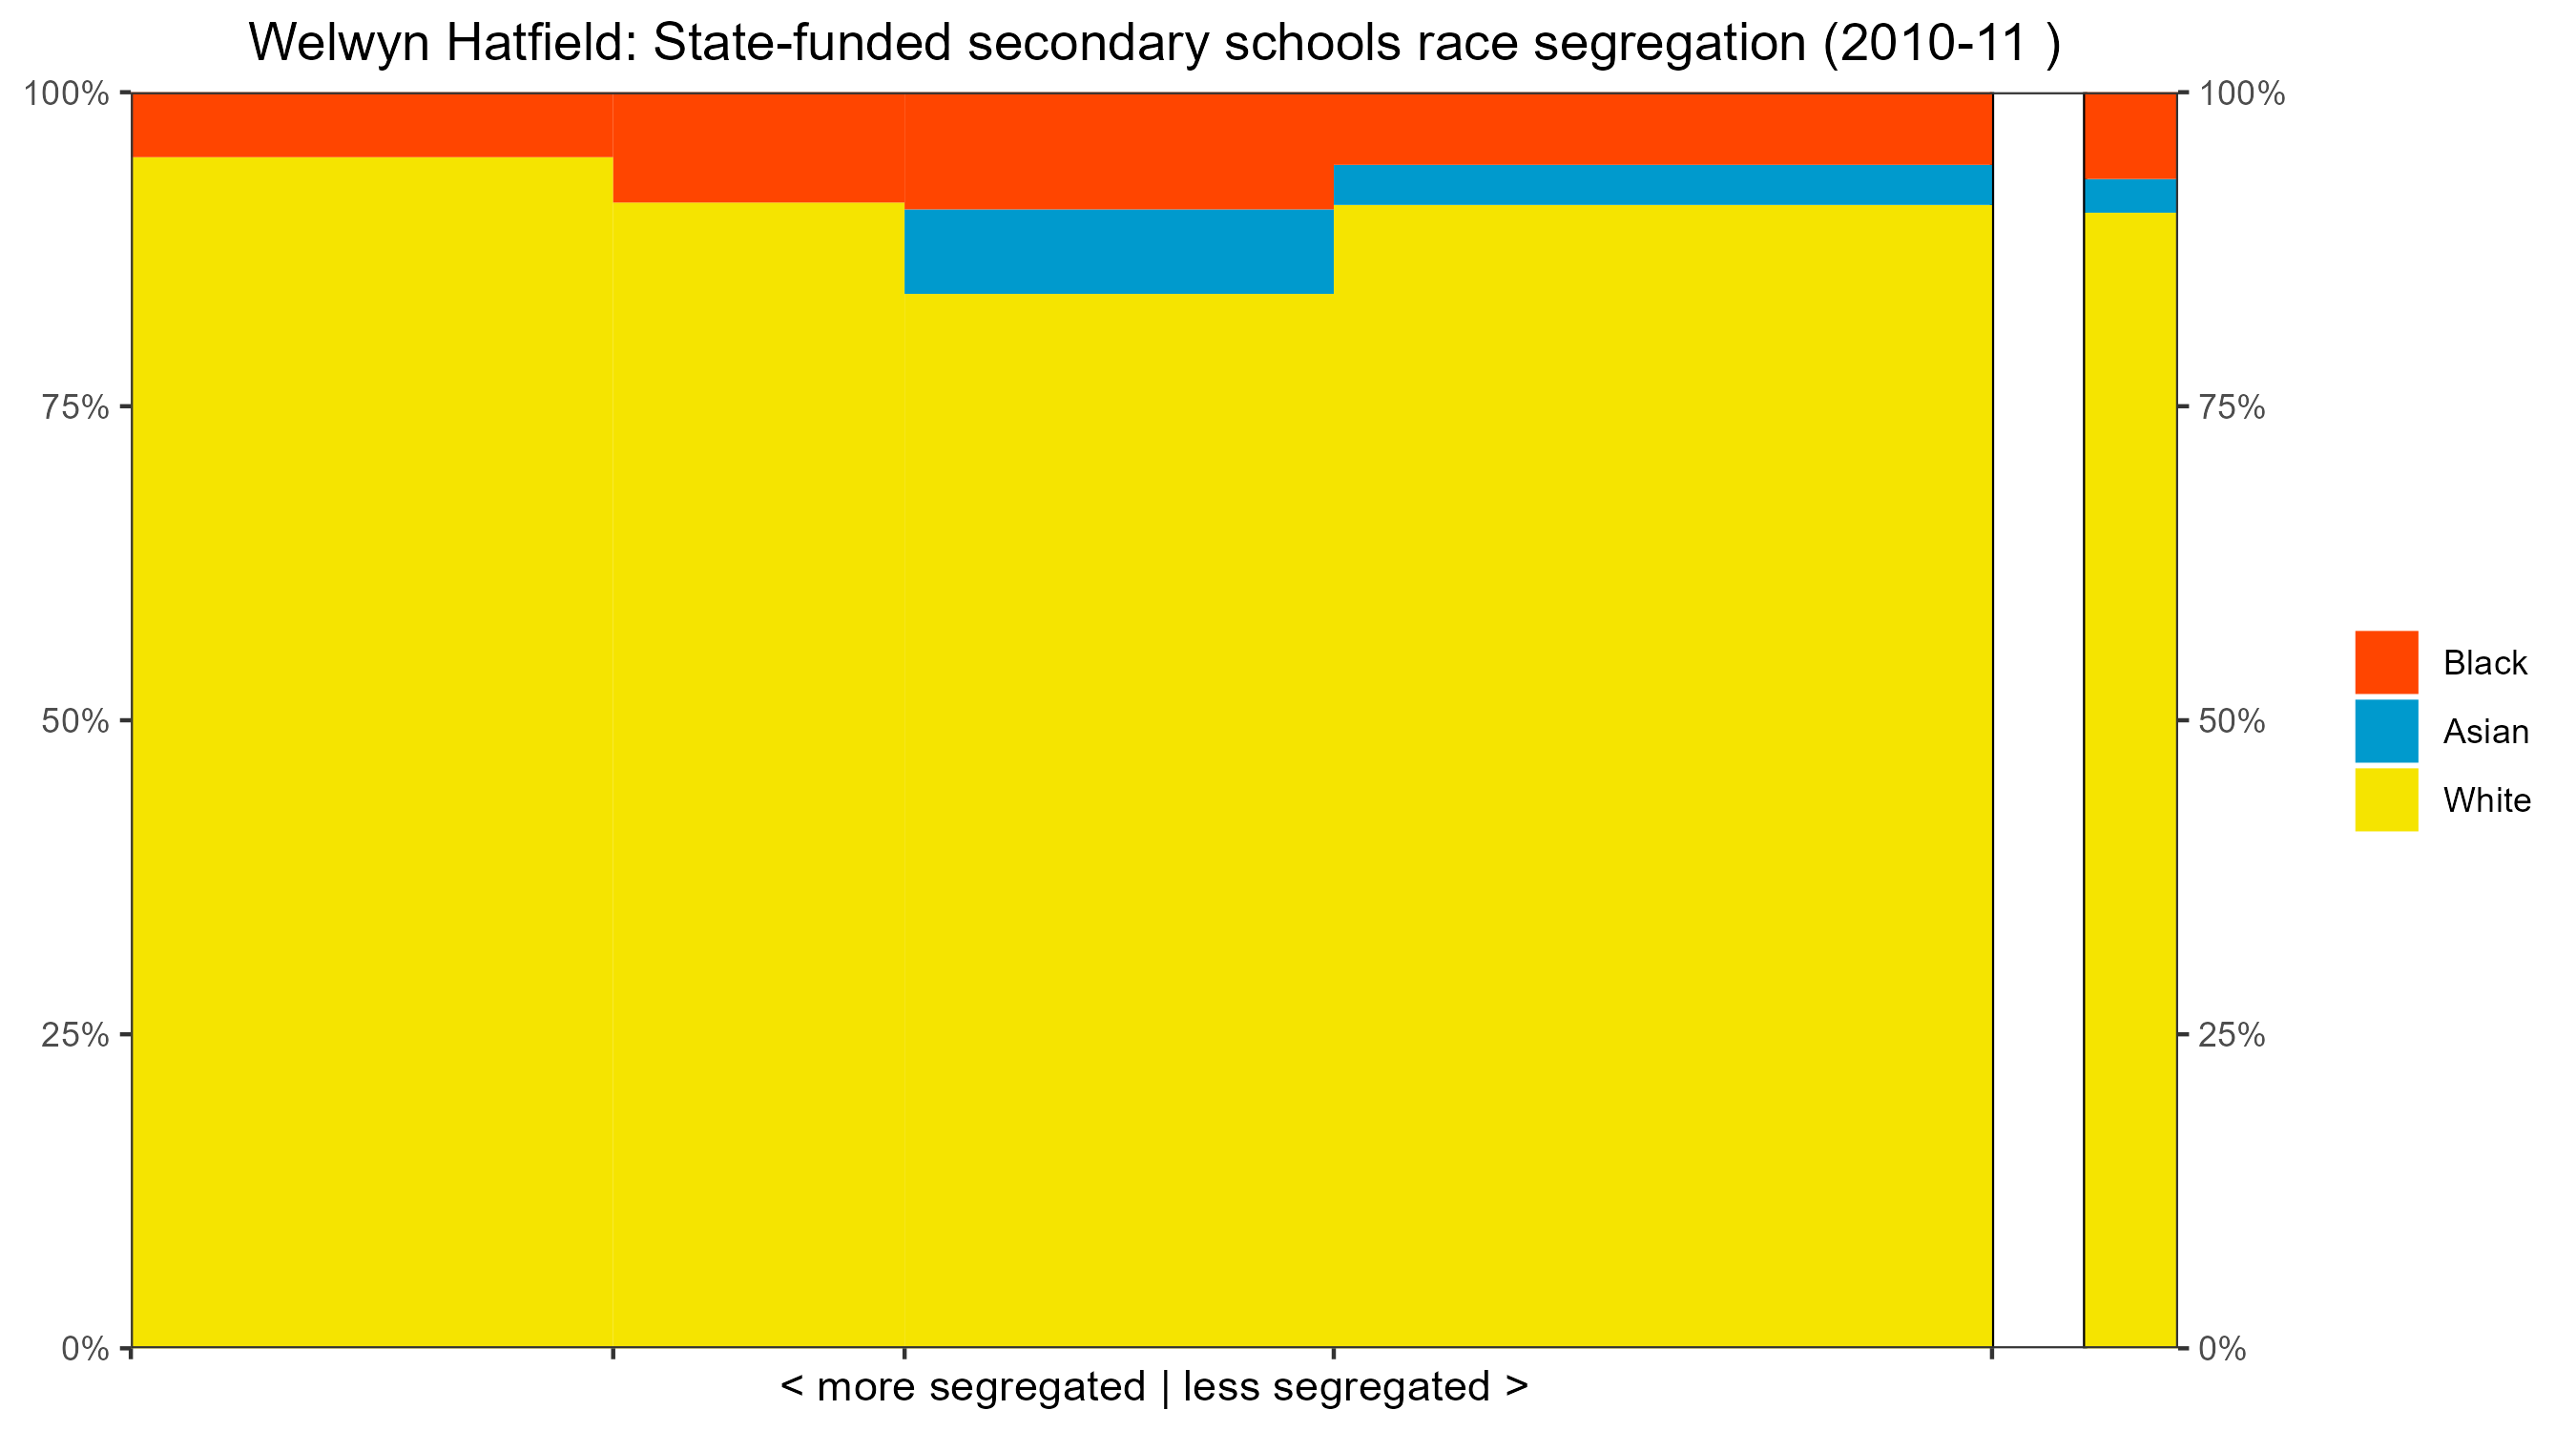 Welwyn Hatfield: State-funded secondary schools race segregation (2010-11 )
100% 100%
75% 75%
50% 50%
25% 25%
0% 0%
Black
Asian
White
< more segregated | less segregated >